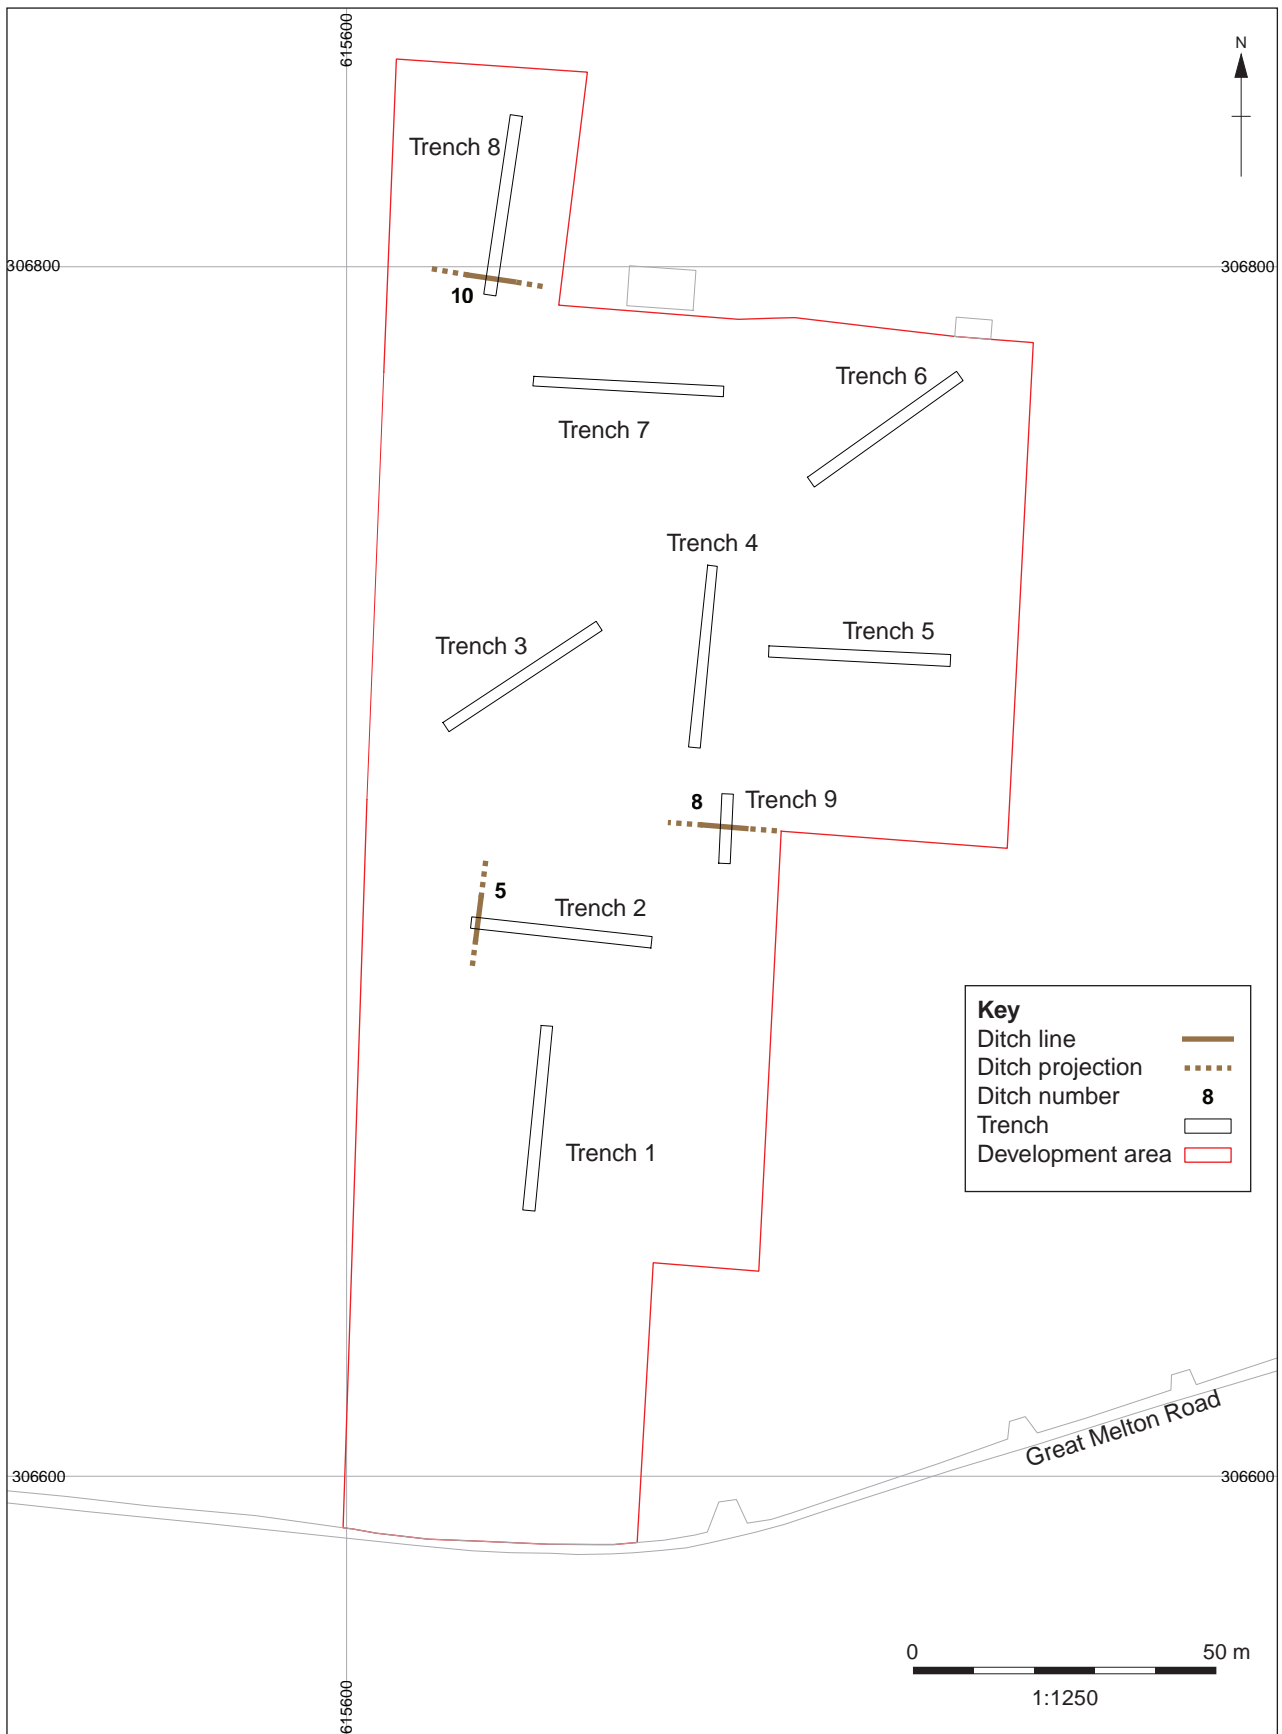 615600
N
Trench 8
306800
306800
10
Trench 6
Trench 7
Trench 4
Trench 5
Trench 3
8
Trench 9
5
Trench 2
Key
Ditch line
Ditch projection
Ditch number 8
Trench
Development area
Trench 1
Great Melton Road
306600
306600
0 50 m
1:1250
615600